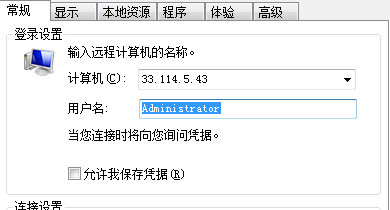 常规 显示 本地资源 程序 体验 高级
登录设置
输入远程计算机的名称。
计算机(C): 33.114.5.43
用户名: Administrator
当您连接时将向您询问凭据。
允许我保存凭据(R)
连接设置